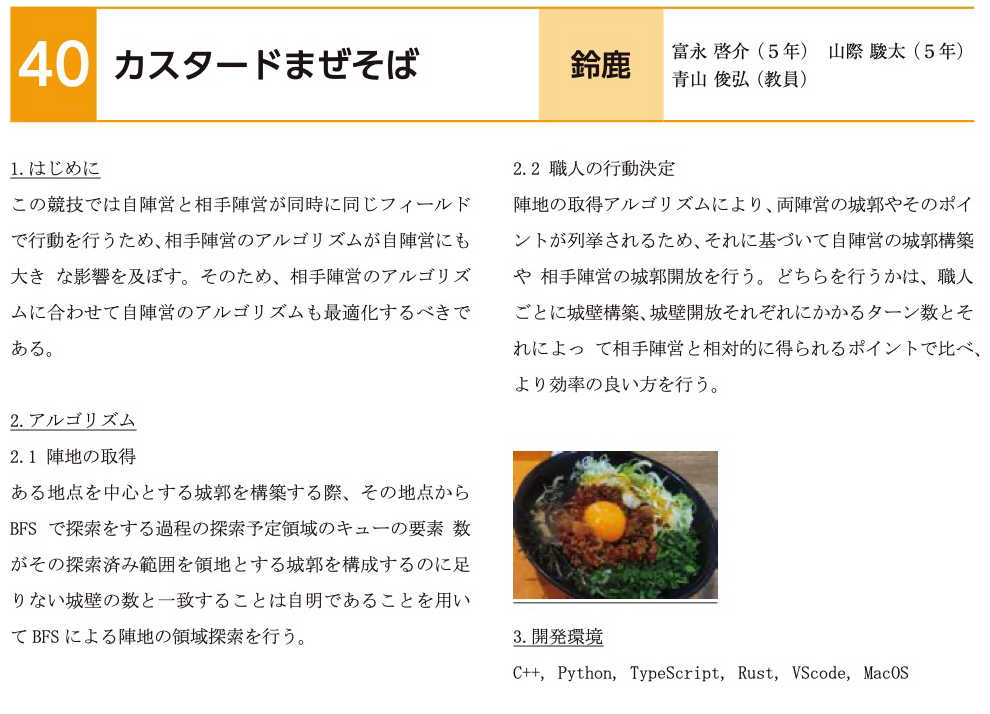 40 カスタードまぜそば 鈴鹿 富永 啓介（５年） 山際 駿太（５年）
青山 俊弘（教員）
1.はじめに
この競技では自陣営と相手陣営が同時に同じフィールド
で行動を行うため、相手陣営のアルゴリズムが自陣営にも
大き な影響を及ぼす。そのため、相手陣営のアルゴリズ
ムに合わせて自陣営のアルゴリズムも最適化するべきで
ある。
2.アルゴリズム
2.1 陣地の取得
ある地点を中心とする城郭を構築する際、その地点から
BFS で探索をする過程の探索予定領域のキューの要素 数
がその探索済み範囲を領地とする城郭を構成するのに足
りない城壁の数と一致することは自明であることを用い
て BFS による陣地の領域探索を行う。
2.2 職人の行動決定
陣地の取得アルゴリズムにより、両陣営の城郭やそのポイ
ントが列挙されるため、それに基づいて自陣営の城郭構築
や 相手陣営の城郭開放を行う。どちらを行うかは、職人
ごとに城壁構築、城壁開放それぞれにかかるターン数とそ
れによっ て相手陣営と相対的に得られるポイントで比べ、
より効率の良い方を行う。
3.開発環境
C++, Python, TypeScript, Rust, VScode, MacOS